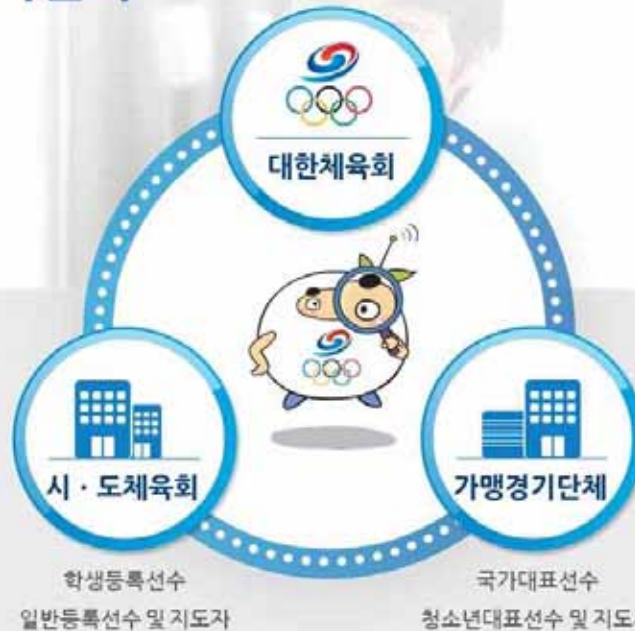 대한체육회
시 · 도체육회
가맹경기단체
학생등록선수
일반등록선수 및 지도자
국가대표선수
청소년대표선수 및 지도